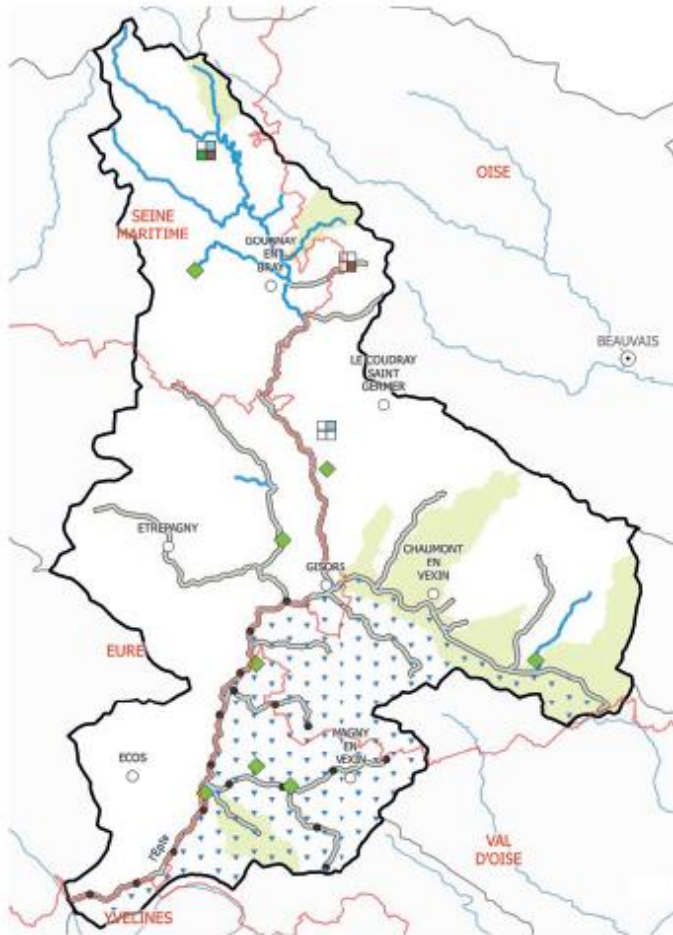 OISE
SEINE
MARITIME
GOURNAY
EN
BRAY
BEAUVAIS
LE COUDRAY
SAINT
GERMER
ETREPAGNY
CHAUMONT
EN
VEXIN
GISORS
EURE
MAGNY
EN
VEXIN
ECOS
l'Epte
VAL
D'OISE
YVELINES